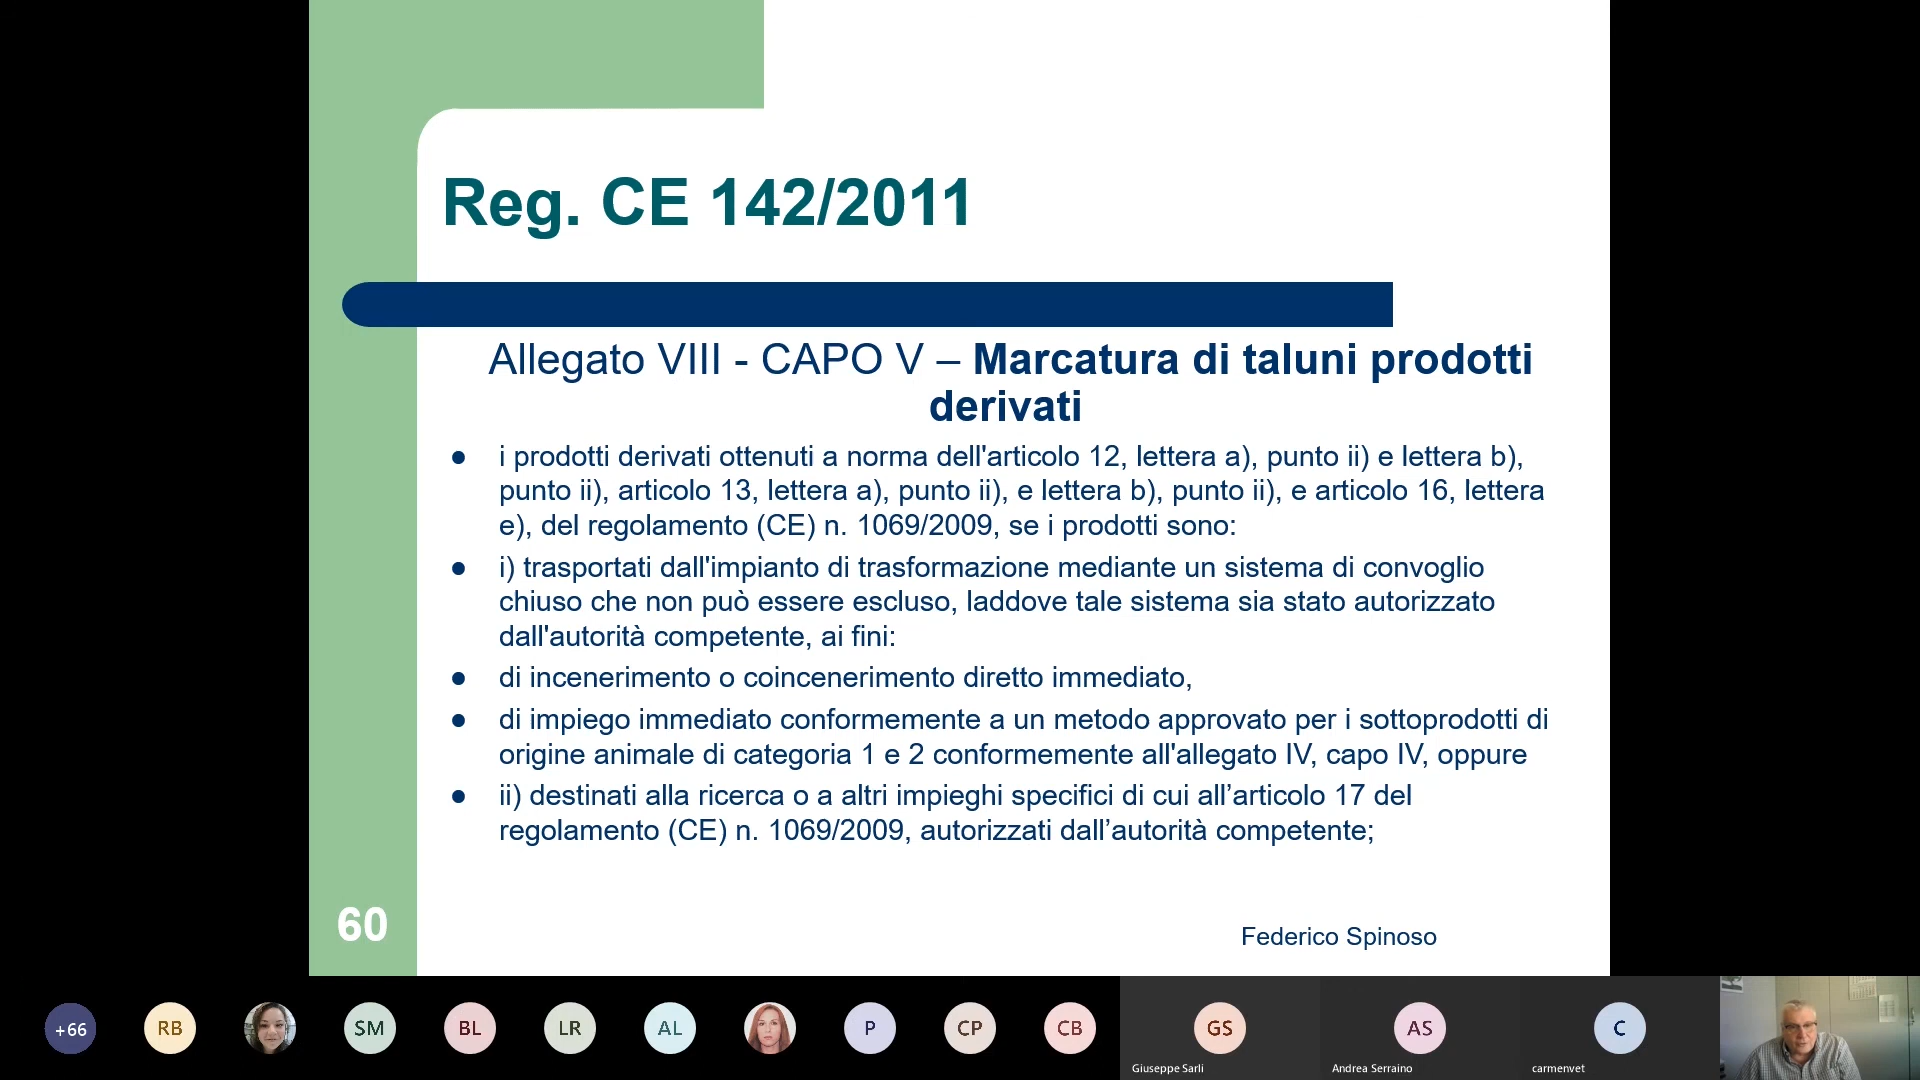 Reg. CE 142/2011
Allegato VIII - CAPO V – Marcatura di taluni prodotti
derivati
● i prodotti derivati ottenuti a norma dell'articolo 12, lettera a), punto ii) e lettera b),
punto ii), articolo 13, lettera a), punto ii), e lettera b), punto ii), e articolo 16, lettera
e), del regolamento (CE) n. 1069/2009, se i prodotti sono:
● i) trasportati dall'impianto di trasformazione mediante un sistema di convoglio
chiuso che non può essere escluso, laddove tale sistema sia stato autorizzato
dall'autorità competente, ai fini:
● di incenerimento o coincenerimento diretto immediato,
● di impiego immediato conformemente a un metodo approvato per i sottoprodotti di
origine animale di categoria 1 e 2 conformemente all'allegato IV, capo IV, oppure
● ii) destinati alla ricerca o a altri impieghi specifici di cui all’articolo 17 del
regolamento (CE) n. 1069/2009, autorizzati dall’autorità competente;
60
Federico Spinoso
+66 RB SM BL LR AL P CP CB GS AS C
Giuseppe Sarli Andrea Serraino carmenvet